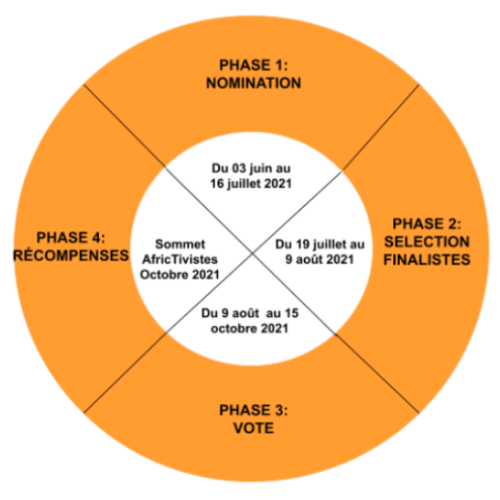 PHASE 1:
NOMINATION
Du 03 juin au
16 juillet 2021
PHASE 2:
SELECTION
FINALISTES
Du 19 juillet au
9 août 2021
PHASE 3:
VOTE
Du 9 août au 15
octobre 2021
PHASE 4:
RÉCOMPENSES
Sommet
AfricTivistes
Octobre 2021